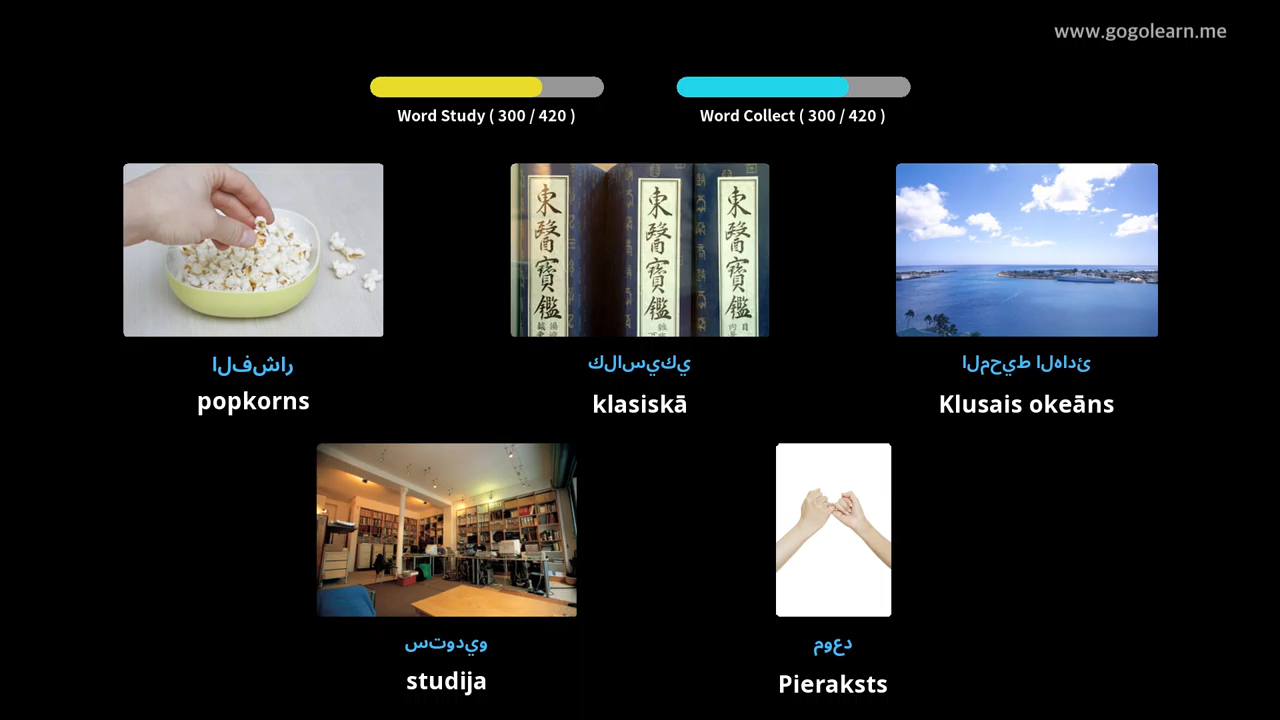 www.gogolearn.me
Word Study ( 300 / 420 )
Word Collect ( 300 / 420 )
東醫寶鑑
東醫寶鑑
東醫寶鑑
الفشار
popkorns
كلاسيكي
klasiskā
المحيط الهادئ
Klusais okeāns
ستوديو
studija
موعد
Pieraksts